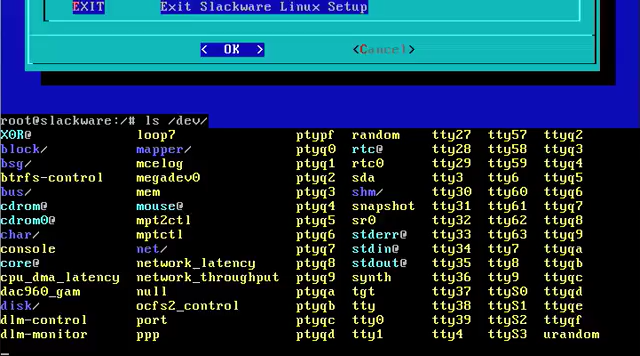 EXIT Exit Slackware Linux Setup
< OK > <Cancel>
root@slackware:/# ls /dev/
X0R@ loop7 ptypf random tty27 tty57 ttyq2
block/ mapper/ ptyq0 rtc@ tty28 tty58 ttyq3
bsg/ mcelog ptyq1 rtc0 tty29 tty59 ttyq4
btrfs-control megadev0 ptyq2 sda tty3 tty6 ttyq5
bus/ mem ptyq3 shm/ tty30 tty60 ttyq6
cdrom@ mouse@ ptyq4 snapshot tty31 tty61 ttyq7
cdrom0@ mpt2ctl ptyq5 sr0 tty32 tty62 ttyq8
char/ mptctl ptyq6 stderr@ tty33 tty63 ttyq9
console net/ ptyq7 stdin@ tty34 tty7 ttyqa
core@ network_latency ptyq8 stdout@ tty35 tty8 ttyqb
cpu_dma_latency network_throughput ptyq9 synth tty36 tty9 ttyqc
dac960_gam null ptyqa tgt tty37 ttyS0 ttyqd
disk/ ocfs2_control ptyqb tty tty38 ttyS1 ttyqe
dlm-control port ptyqc tty0 tty39 ttyS2 ttyqf
dlm-monitor ppp ptyqd tty1 tty4 ttyS3 urandom